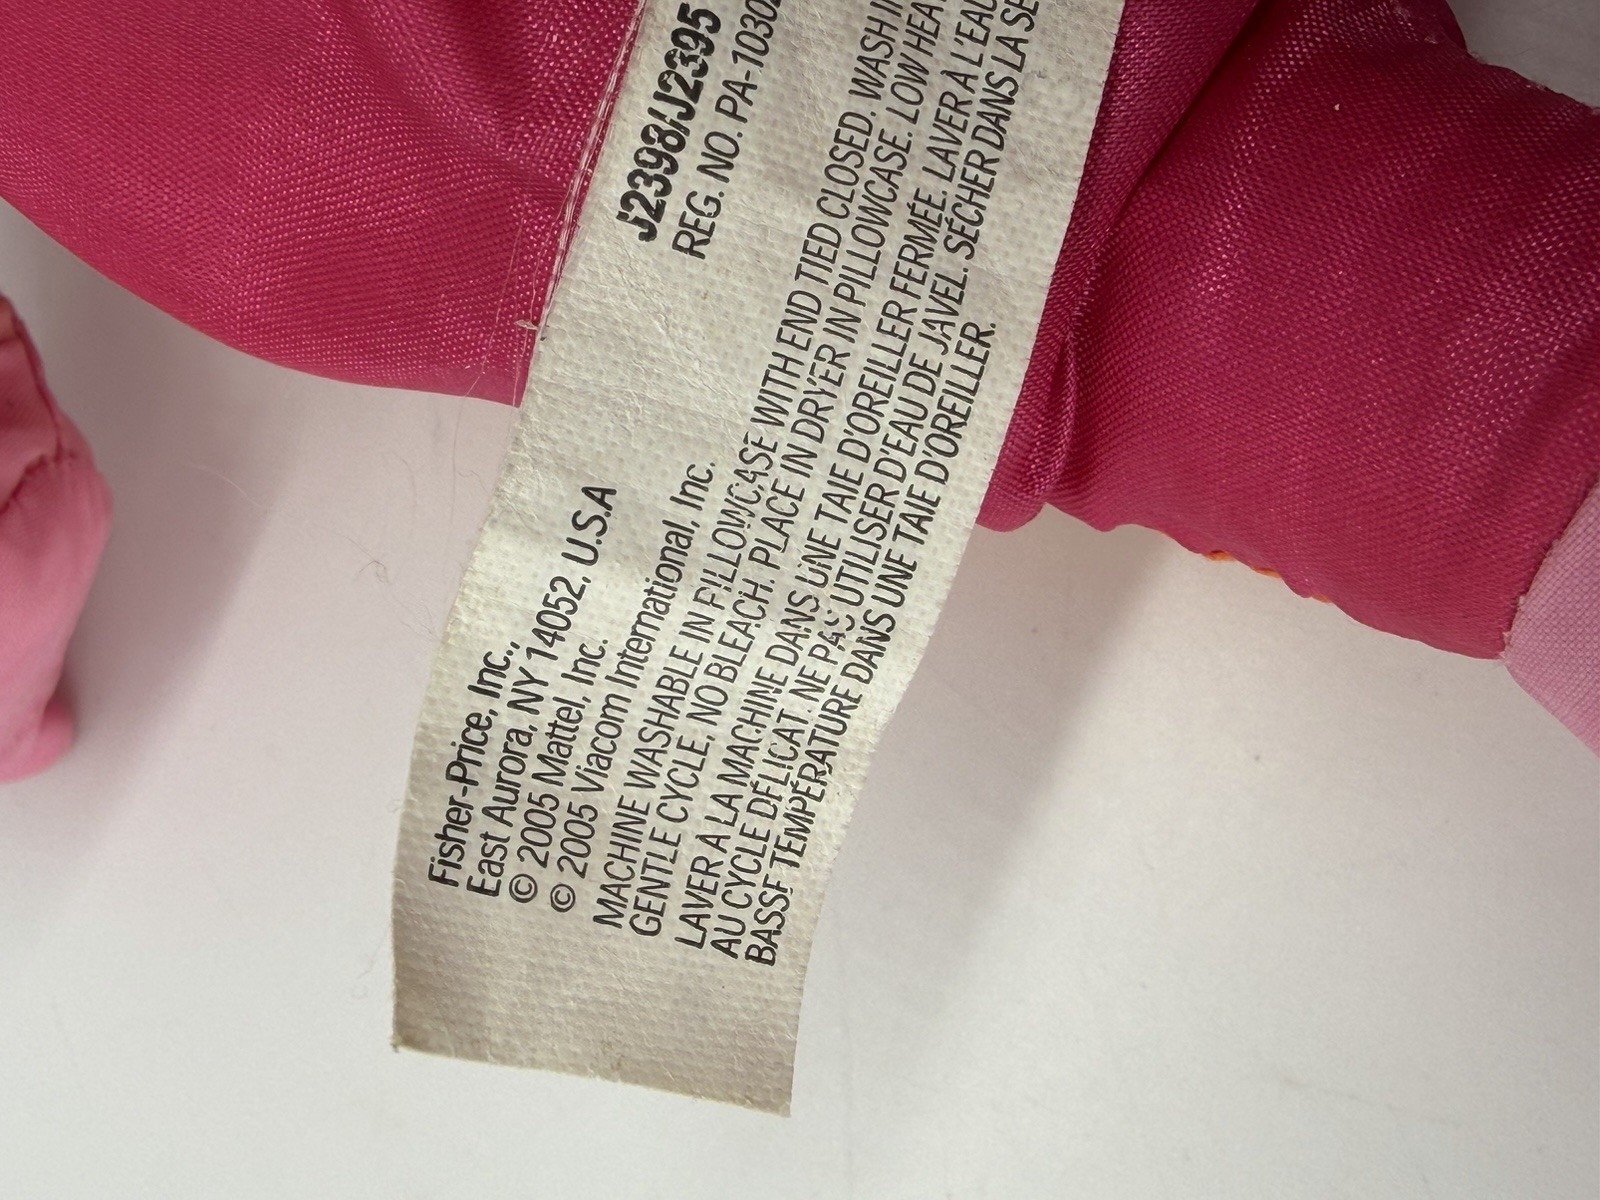 J2398/J2395
REG. NO. PA-1030
Fisher-Price, Inc.,
East Aurora, NY 14052, U.S.A
© 2005 Mattel, Inc.
© 2005 Viacom International, Inc.
MACHINE WASHABLE IN PILLOWCASE WITH END TIED CLOSED. WASH
GENTLE CYCLE, NO BLEACH. PLACE IN DRYER IN PILLOWCASE. LOW HEA
LAVER À LA MACHINE DANS UNE TAIE D'OREILLER FERMÉE. LAVER À L'EAU
AU CYCLE DÉLICAT. NE PAS UTILISER D'EAU DE JAVEL. SÉCHER DANS LA SÉ
BASSE TEMPÉRATURE DANS UNE TAIE D'OREILLER.